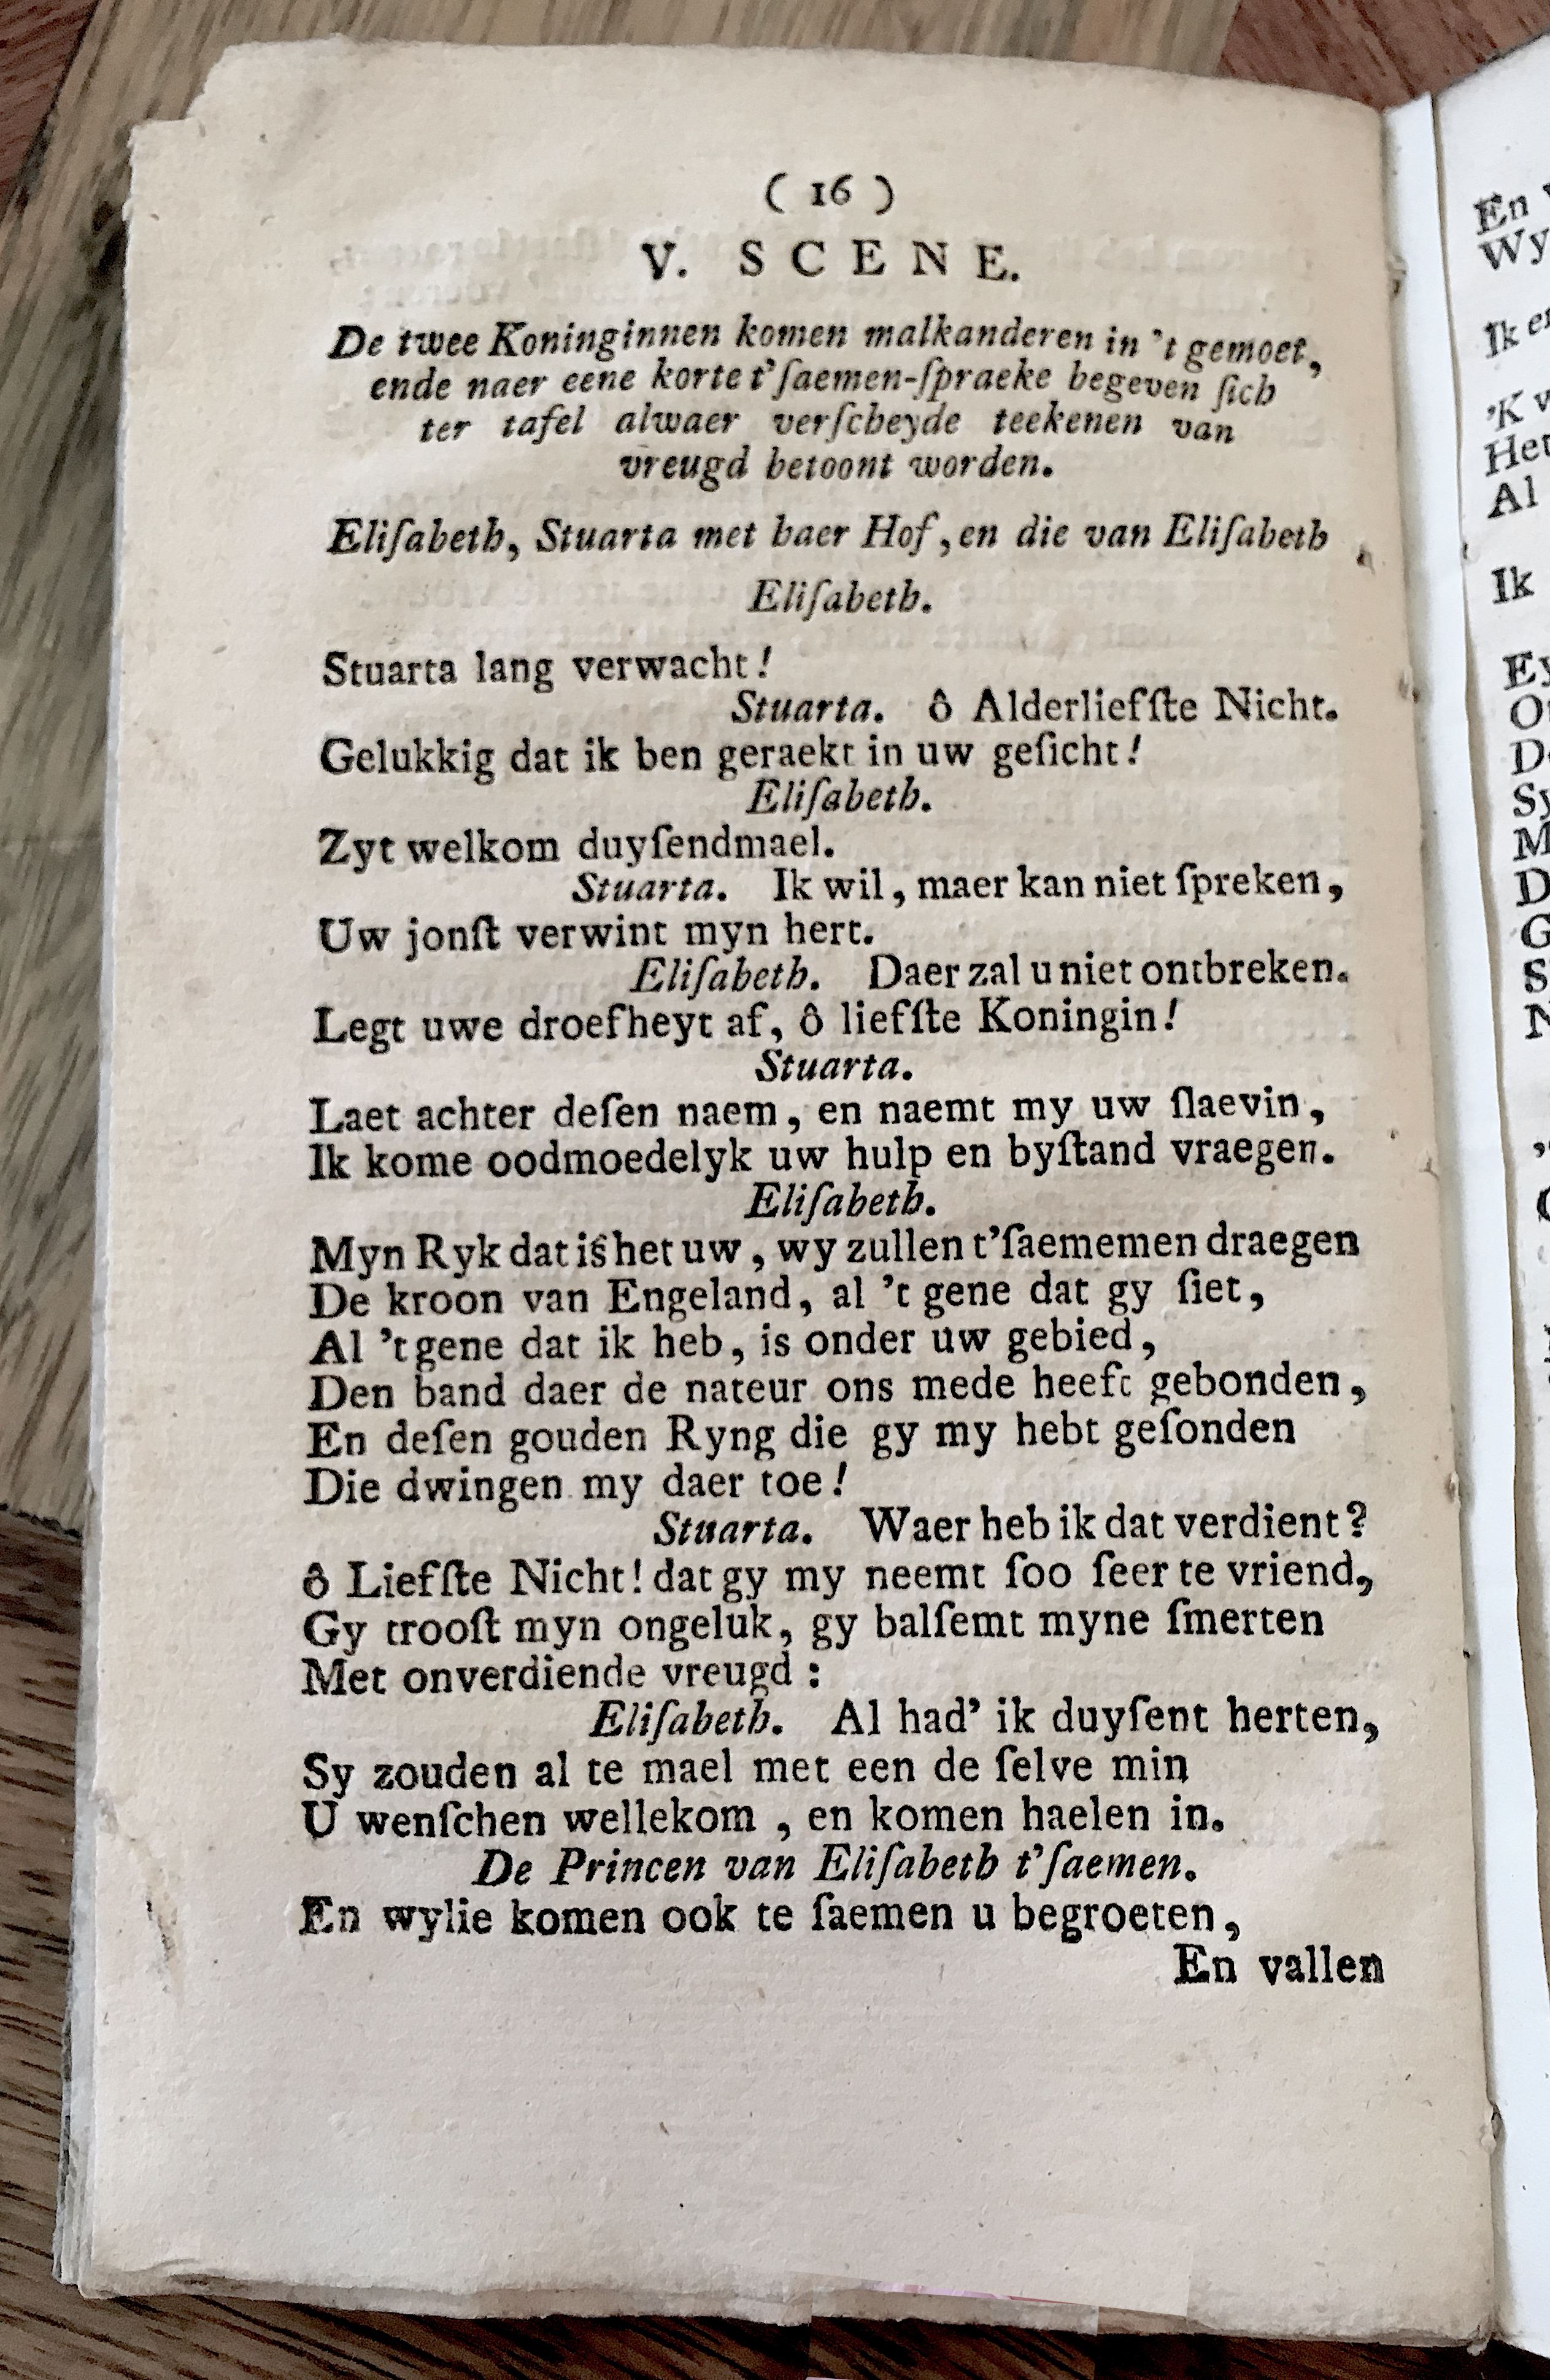 ( 16 )
V. SCENE.
De twee Koninginnen komen malkanderen in 't gemoet,
ende naer eene korte t'ſaemen-ſpraeke begeven ſich
ter tafel alwaer verſcheyde teekenen van
vreugd betoont worden.
Eliſabeth, Stuarta met haer Hof, en die van Eliſabeth
Eliſabeth.
Stuarta lang verwacht!
Stuarta. ô Alderliefſte Nicht.
Gelukkig dat ik ben geraekt in uw geſicht!
Eliſabeth.
Zyt welkom duyſendmael.
Stuarta. Ik wil, maer kan niet ſpreken,
Uw jonſt verwint myn hert.
Eliſabeth. Daer zal u niet ontbreken.
Legt uwe droefheyt af, ô liefſte Koningin!
Stuarta.
Laet achter deſen naem, en naemt my uw ſlaevin,
Ik kome oodmoedelyk uw hulp en byſtand vraegen.
Eliſabeth.
Myn Ryk dat is het uw, wy zullen t'ſaememen draegen
De kroon van Engeland, al 't gene dat gy ſiet,
Al 't gene dat ik heb, is onder uw gebied,
Den band daer de nateur ons mede heeft gebonden,
En deſen gouden Ryng die gy my hebt geſonden
Die dwingen my daer toe!
Stuarta. Waer heb ik dat verdient?
ô Liefſte Nicht! dat gy my neemt ſoo ſeer te vriend,
Gy trooſt myn ongeluk, gy balſemt myne ſmerten
Met onverdiende vreugd:
Eliſabeth. Al had' ik duyſent herten,
Sy zouden al te mael met een de ſelve min
U wenſchen wellekom, en komen haelen in.
De Princen van Eliſabeth t'ſaemen.
En wylie komen ook te ſaemen u begroeten,
En vallen
En
Wy
Ik
'K
Het
Al
Ik